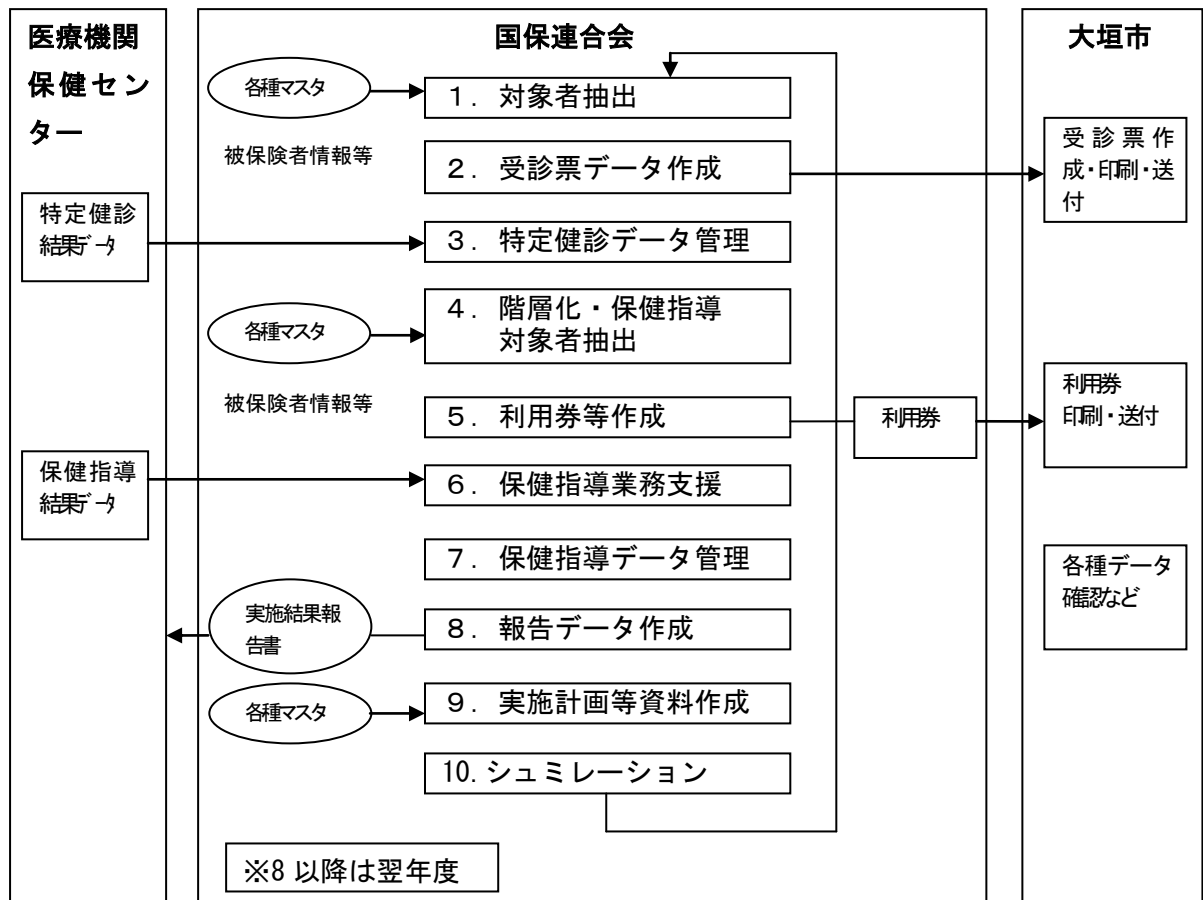 医療機関
保健セン
ター
特定健診
結果データ
保健指導
結果データ
国保連合会
各種マスタ
1. 対象者抽出
被保険者情報等
2. 受診票データ作成
3. 特定健診データ管理
各種マスタ
4. 階層化・保健指導
対象者抽出
被保険者情報等
5. 利用券等作成
利用券
6. 保健指導業務支援
7. 保健指導データ管理
実施結果報
告書
8. 報告データ作成
各種マスタ
9. 実施計画等資料作成
10. シュミレーション
※8 以降は翌年度
大垣市
受診票作
成・印刷・送
付
利用券
印刷・送付
各種データ
確認など